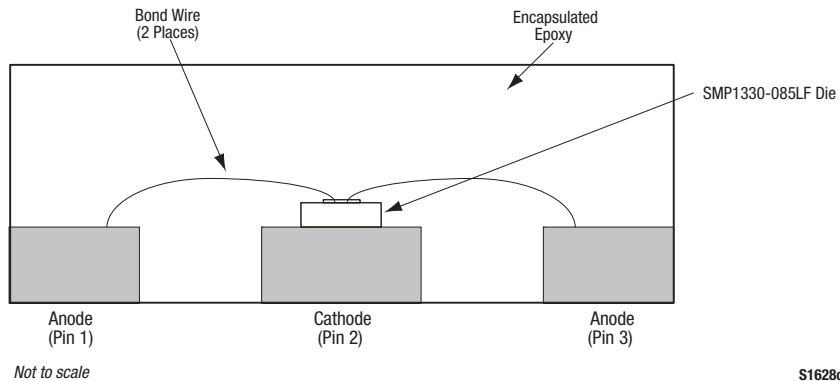 Bond Wire
(2 Places)
Encapsulated
Epoxy
SMP1330-085LF Die
Anode
(Pin 1)
Cathode
(Pin 2)
Anode
(Pin 3)
Not to scale